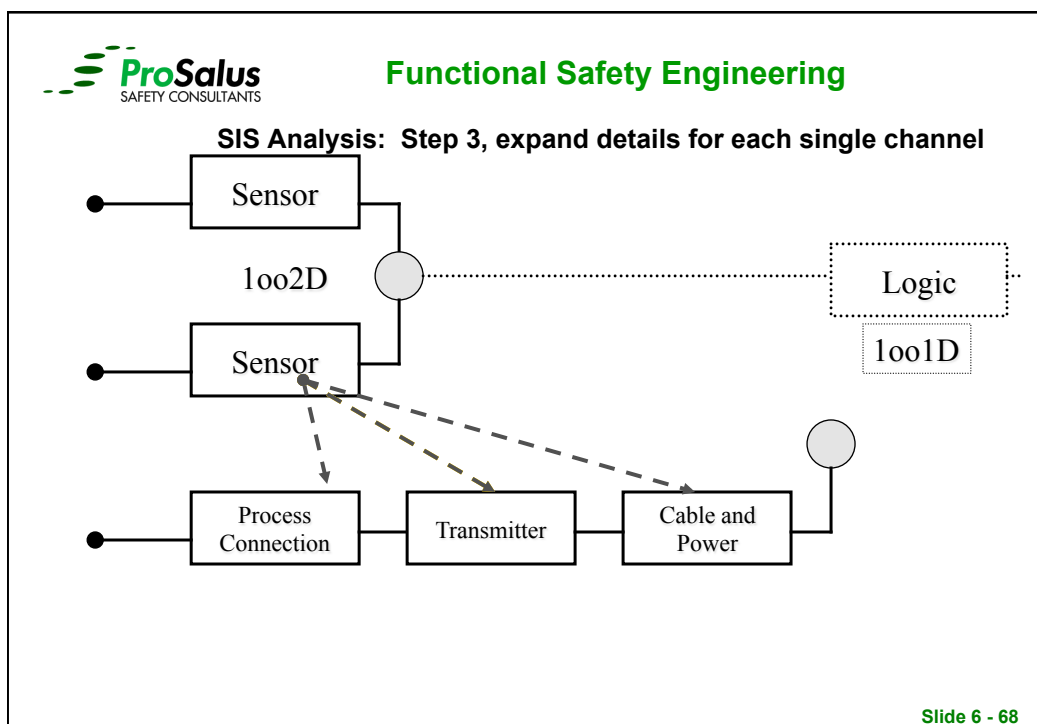 ProSalus
SAFETY CONSULTANTS
Functional Safety Engineering
SIS Analysis: Step 3, expand details for each single channel
Sensor
1oo2D
Logic
Sensor
1oo1D
Process
Connection
Transmitter
Cable and
Power
Slide 6 - 68